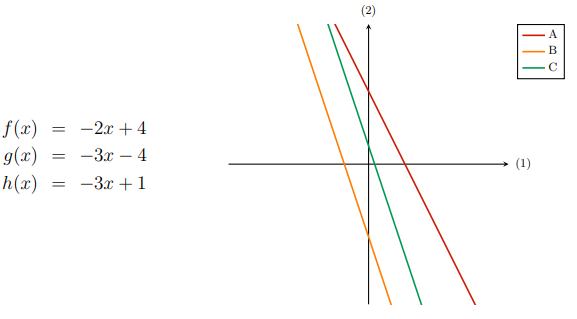 f(x) = −2x + 4
g(x) = −3x − 4
h(x) = −3x + 1
(2)
(1)
A
B
C